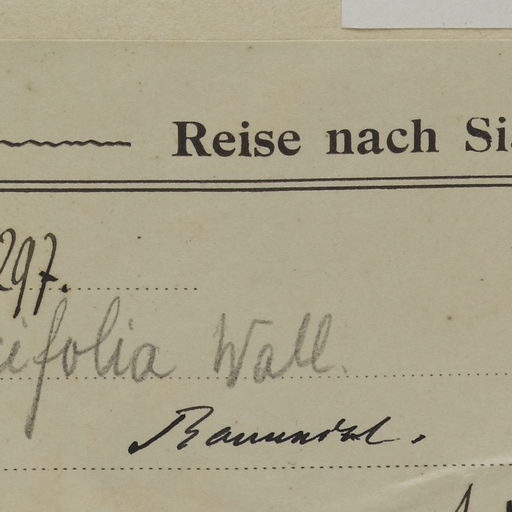 Reise nach Si
297.
ifolia Wall.